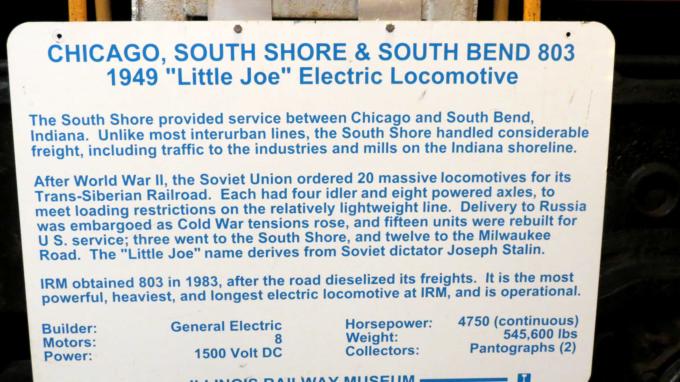 CHICAGO, SOUTH SHORE & SOUTH BEND 803
1949 "Little Joe" Electric Locomotive
The South Shore provided service between Chicago and South Bend,
Indiana. Unlike most interurban lines, the South Shore handled considerable
freight, including traffic to the industries and mills on the Indiana shoreline.
After World War II, the Soviet Union ordered 20 massive locomotives for its
Trans-Siberian Railroad. Each had four idler and eight powered axles, to
meet loading restrictions on the relatively lightweight line. Delivery to Russia
was embargoed as Cold War tensions rose, and fifteen units were rebuilt for
U S. service; three went to the South Shore, and twelve to the Milwaukee
Road. The "Little Joe" name derives from Soviet dictator Joseph Stalin.
IRM obtained 803 in 1983, after the road dieselized its freights. It is the most
powerful, heaviest, and longest electric locomotive at IRM, and is operational.
Builder: General Electric Horsepower: 4750 (continuous)
Motors: 8 Weight: 545,600 lbs
Power: 1500 Volt DC Collectors: Pantographs (2)
ILLINOIS RAILWAY MUSEUM